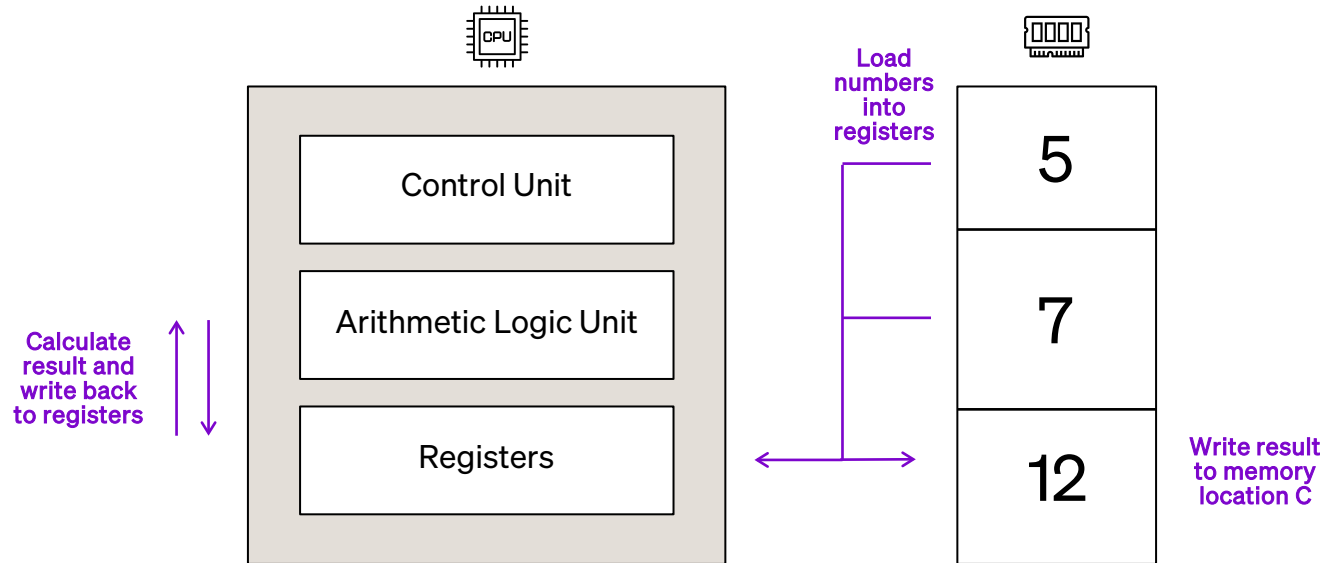 CPU
Load
numbers
into
registers
5
Control Unit
7
Arithmetic Logic Unit
Calculate
result and
write back
to registers
Registers
12
Write result
to memory
location C